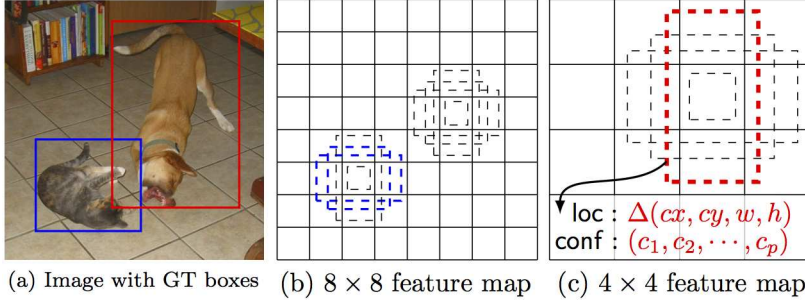 loc : Δ(cx, cy, w, h)
conf : (c₁, c₂, ⋯, cₚ)
(a) Image with GT boxes
(b) 8 × 8 feature map
(c) 4 × 4 feature map